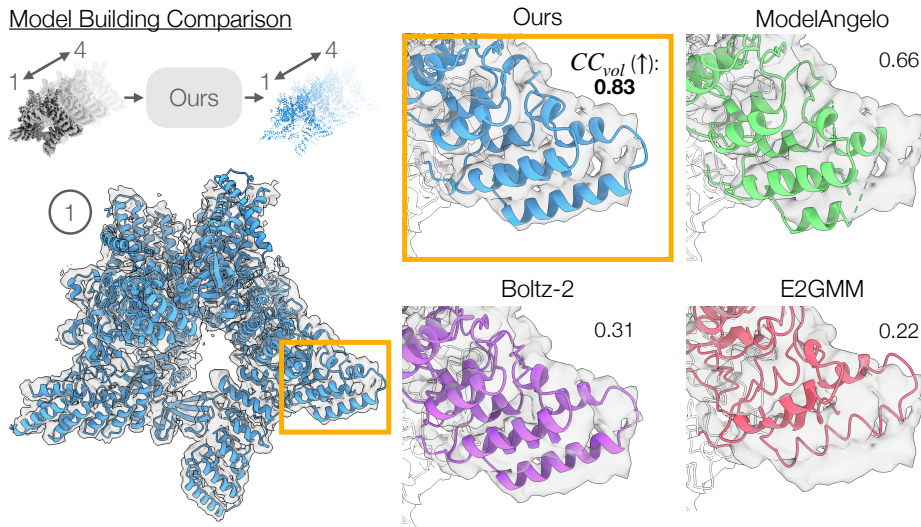 Model Building Comparison
1 4
Ours
1 4
1
Ours
CC_vol (↑):
0.83
ModelAngelo
0.66
Boltz-2
0.31
E2GMM
0.22